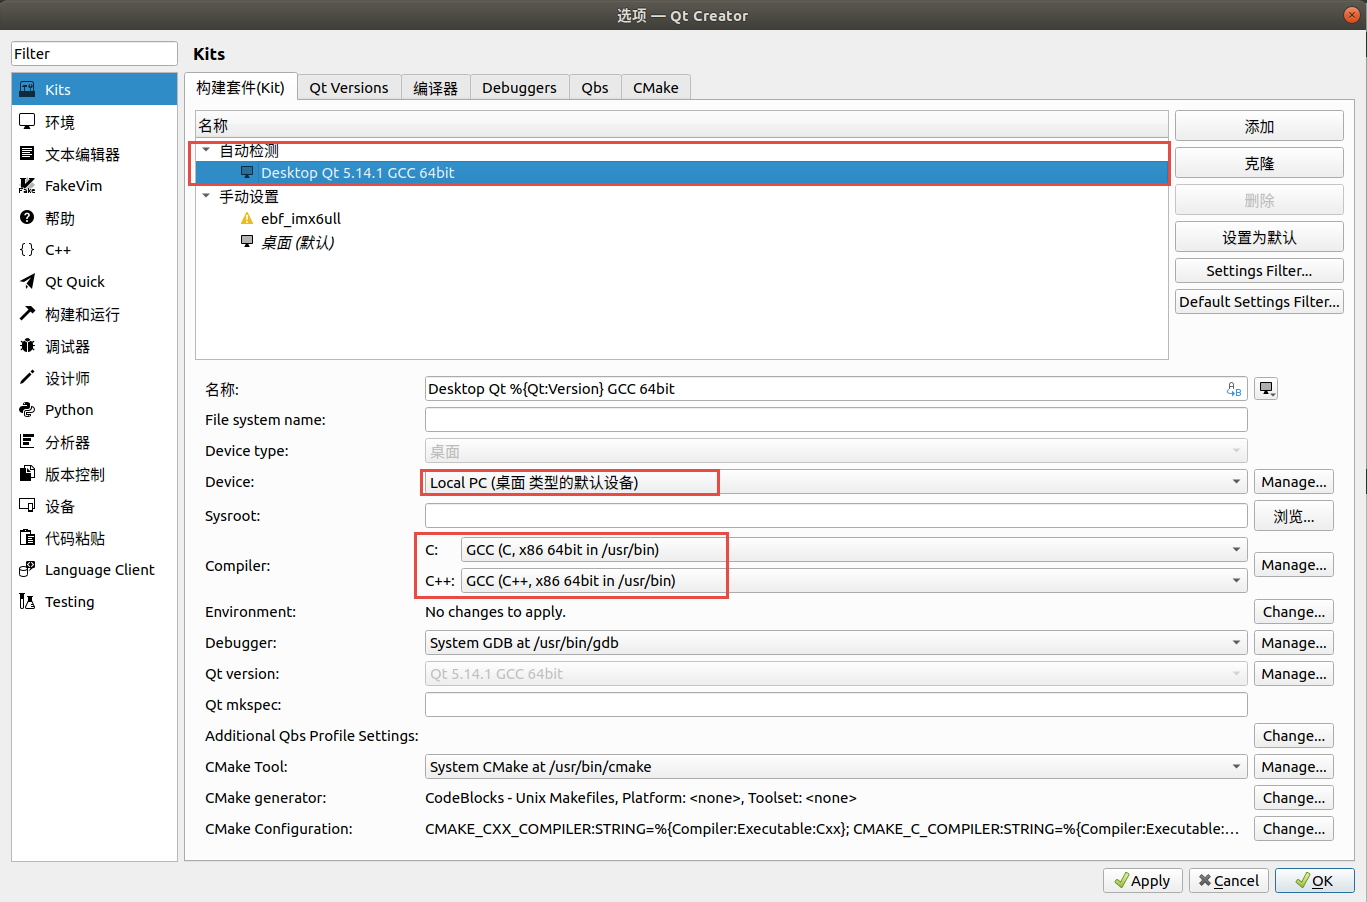 选项 — Qt Creator
Filter
Kits
Kits
环境
文本编辑器
FakeVim
帮助
C++
Qt Quick
构建和运行
调试器
设计师
Python
分析器
版本控制
设备
代码粘贴
Language Client
Testing
构建套件(Kit) Qt Versions 编译器 Debuggers Qbs CMake
名称
自动检测
Desktop Qt 5.14.1 GCC 64bit
手动设置
ebf_imx6ull
桌面 (默认)
添加
克隆
删除
设置为默认
Settings Filter...
Default Settings Filter...
名称: Desktop Qt %{Qt:Version} GCC 64bit
File system name:
Device type: 桌面
Device: Local PC (桌面 类型的默认设备) Manage...
Sysroot: 浏览...
Compiler: C: GCC (C, x86 64bit in /usr/bin) Manage...
C++: GCC (C++, x86 64bit in /usr/bin)
Environment: No changes to apply. Change...
Debugger: System GDB at /usr/bin/gdb Manage...
Qt version: Qt 5.14.1 GCC 64bit Manage...
Qt mkspec:
Additional Qbs Profile Settings: Change...
CMake Tool: System CMake at /usr/bin/cmake Manage...
CMake generator: CodeBlocks - Unix Makefiles, Platform: <none>, Toolset: <none> Change...
CMake Configuration: CMAKE_CXX_COMPILER:STRING=%{Compiler:Executable:Cxx}; CMAKE_C_COMPILER:STRING=%{Compiler:Executable:... Change...
Apply Cancel OK